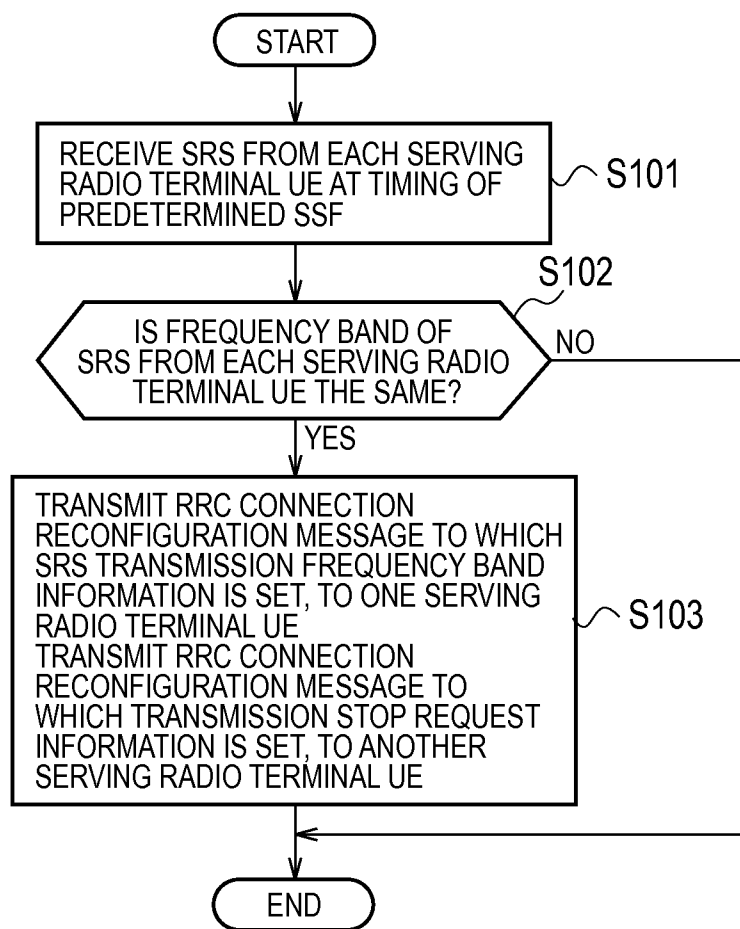 START
RECEIVE SRS FROM EACH SERVING
RADIO TERMINAL UE AT TIMING OF
PREDETERMINED SSF
S101
S102
IS FREQUENCY BAND OF
SRS FROM EACH SERVING RADIO
TERMINAL UE THE SAME?
NO
YES
TRANSMIT RRC CONNECTION
RECONFIGURATION MESSAGE TO WHICH
SRS TRANSMISSION FREQUENCY BAND
INFORMATION IS SET, TO ONE SERVING
RADIO TERMINAL UE
TRANSMIT RRC CONNECTION
RECONFIGURATION MESSAGE TO
WHICH TRANSMISSION STOP REQUEST
INFORMATION IS SET, TO ANOTHER
SERVING RADIO TERMINAL UE
S103
END